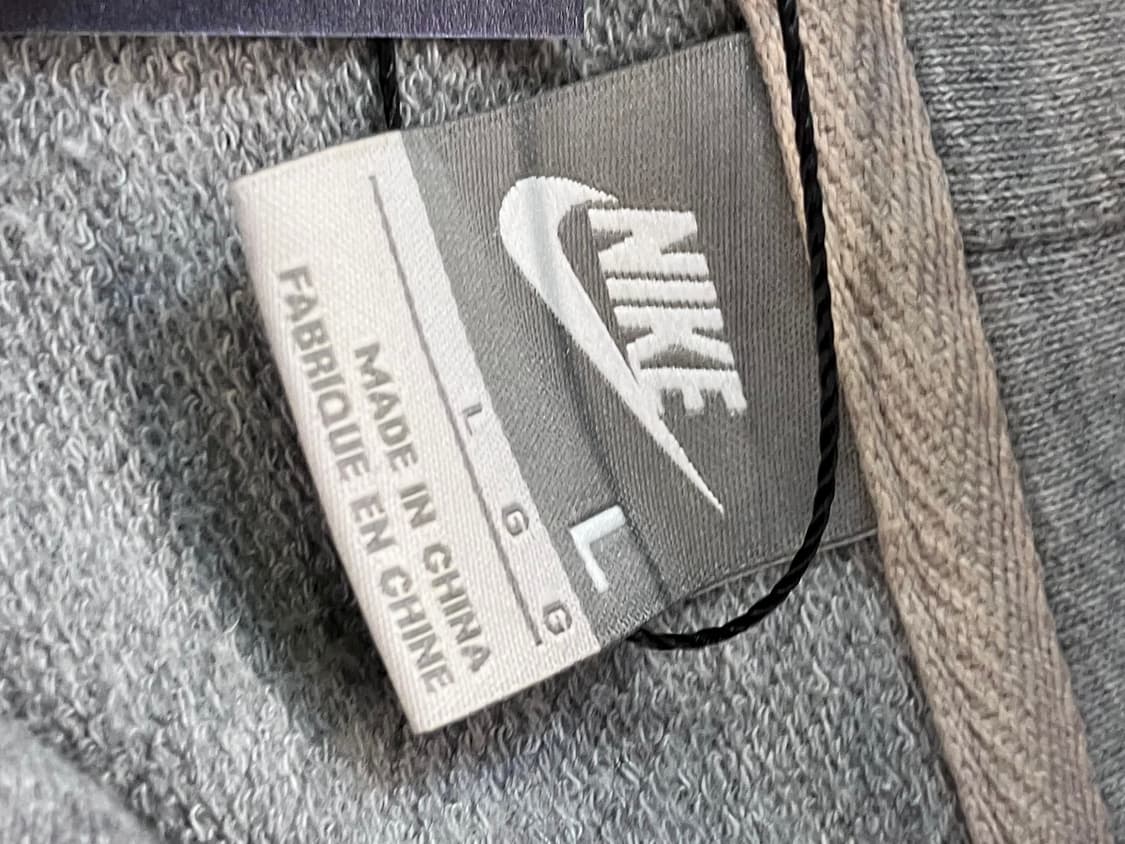 NIKE
L
L G G
MADE IN CHINA
FABRIQUE EN CHINE